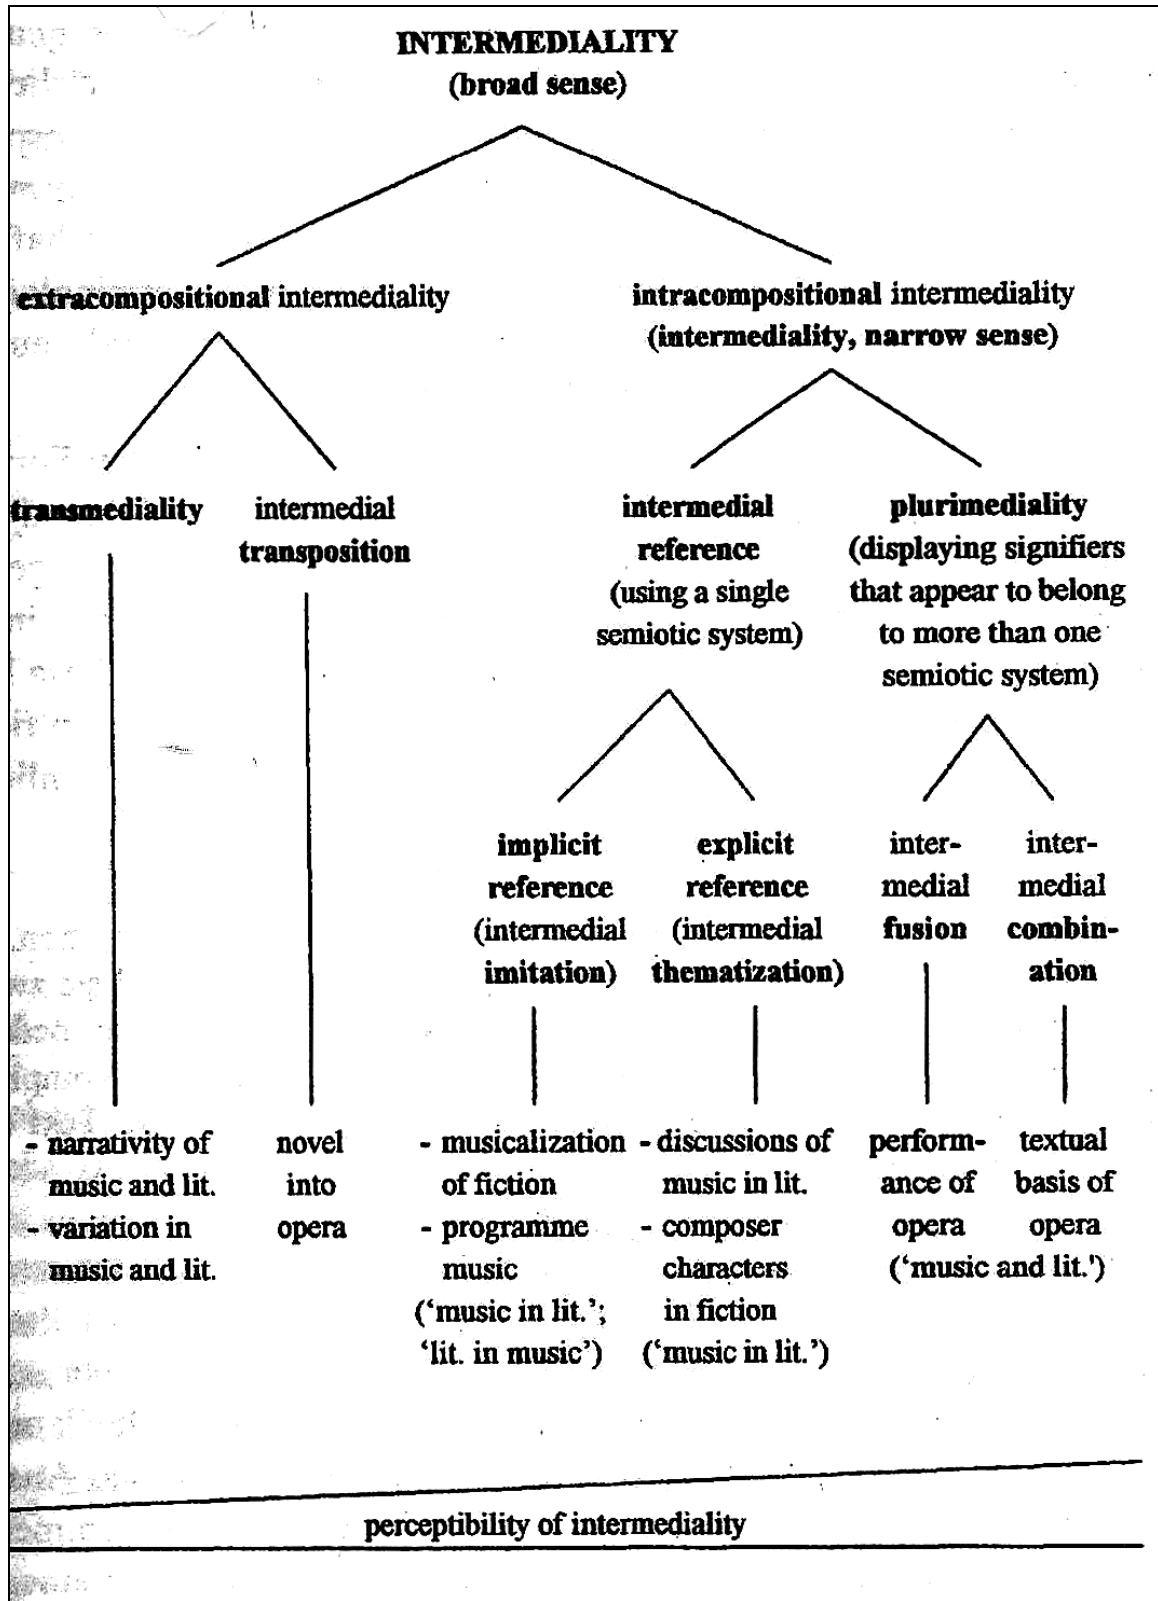 INTERMEDIALITY
(broad sense)
extracompositional intermediality
intracompositional intermediality
(intermediality, narrow sense)
transmediality
intermedial
transposition
intermedial
reference
(using a single
semiotic system)
plurimediality
(displaying signifiers
that appear to belong
to more than one
semiotic system)
implicit
reference
(intermedial
imitation)
explicit
reference
(intermedial
thematization)
inter-
medial
fusion
inter-
medial
combin-
ation
- narrativity of
music and lit.
- variation in
music and lit.
novel
into
opera
- musicalization
of fiction
- programme
music
(‘music in lit.’;
‘lit. in music’)
- discussions of
music in lit.
- composer
characters
in fiction
(‘music in lit.’)
perform-
ance of
opera
textual
basis of
opera
(‘music and lit.’)
perceptibility of intermediality